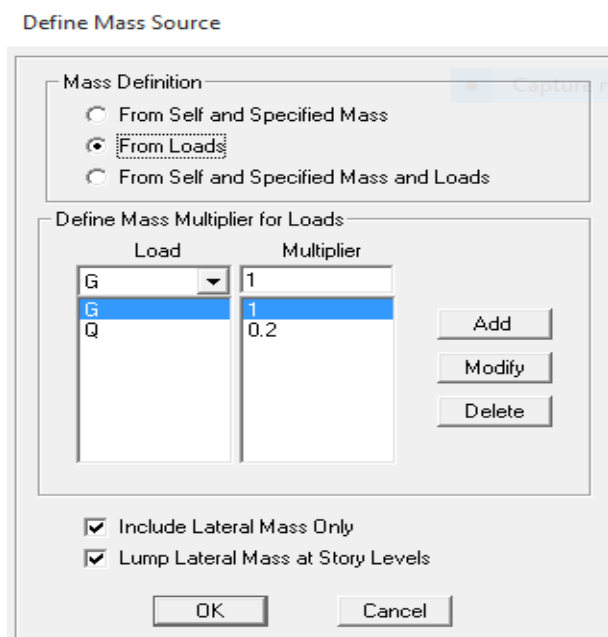 Define Mass Source
Capture r
Mass Definition
From Self and Specified Mass
From Loads
From Self and Specified Mass and Loads
Define Mass Multiplier for Loads
Load Multiplier
G 1
G 1
Q 0.2
Add
Modify
Delete
Include Lateral Mass Only
Lump Lateral Mass at Story Levels
OK Cancel